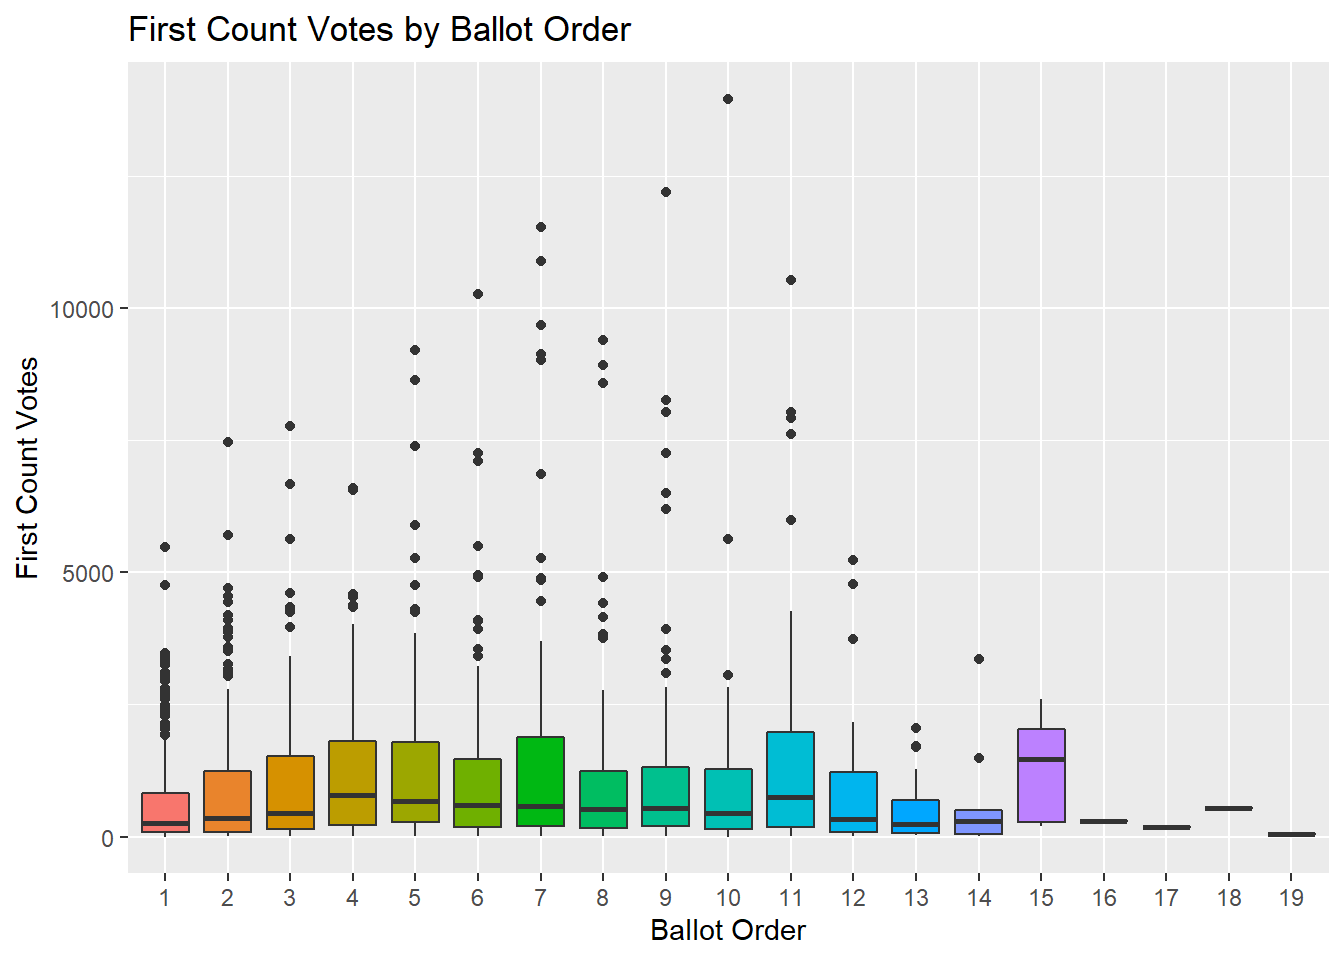 First Count Votes by Ballot Order
First Count Votes
10000
5000
0
1 2 3 4 5 6 7 8 9 10 11 12 13 14 15 16 17 18 19
Ballot Order